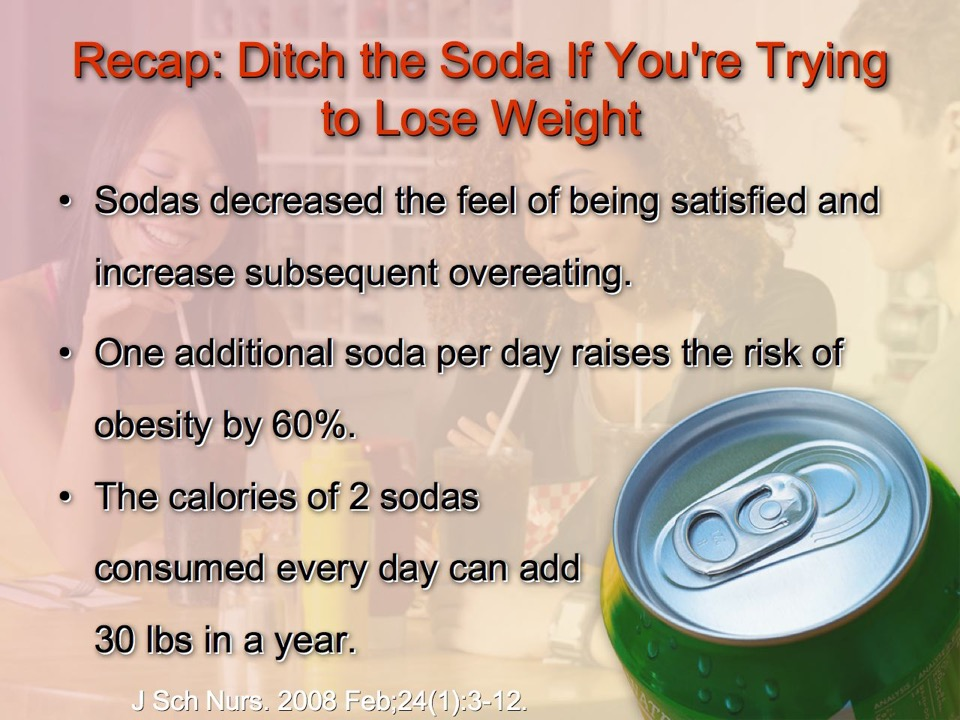 Recap: Ditch the Soda If You're Trying
to Lose Weight
• Sodas decreased the feel of being satisfied and
increase subsequent overeating.
• One additional soda per day raises the risk of
obesity by 60%.
• The calories of 2 sodas
consumed every day can add
30 lbs in a year.
J Sch Nurs. 2008 Feb;24(1):3-12.